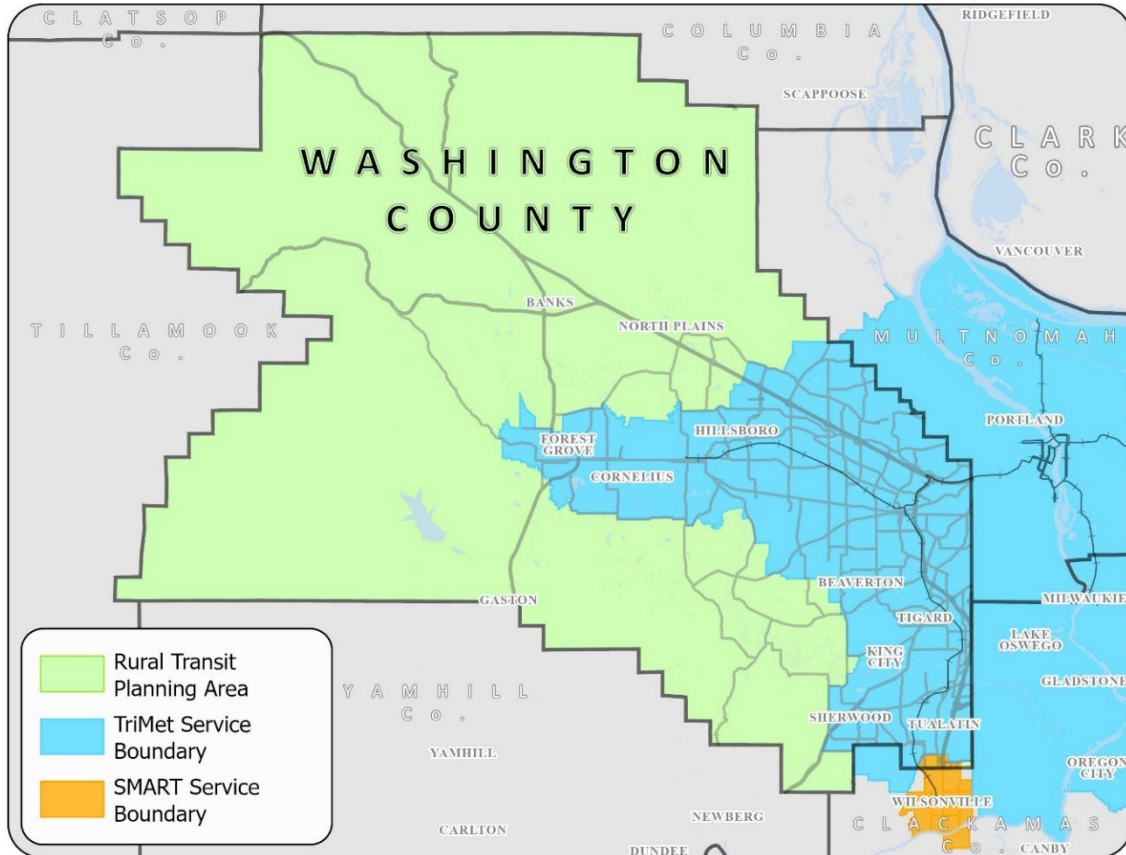 CLATSOP
Co.
COLUMBIA
Co.
RIDGEFIELD
SCAPPOOSE
CLARK
Co.
WASHINGTON
COUNTY
VANCOUVER
TILLAMOOK
Co.
BANKS
NORTH PLAINS
MULTNOMAH
Co.
PORTLAND
FOREST
GROVE
HILLSBORO
CORNELIUS
BEAVERTON
GASTON
TIGARD
MILWAUKIE
LAKE
OSWEGO
KING
CITY
GLADSTONE
SHERWOOD
TUALATIN
OREGON
CITY
YAMHILL
Co.
YAMHILL
WILSONVILLE
NEWBERG
CLACKAMAS
Co.
CARLTON
DUNDEE
CANBY
Rural Transit
Planning Area
TriMet Service
Boundary
SMART Service
Boundary